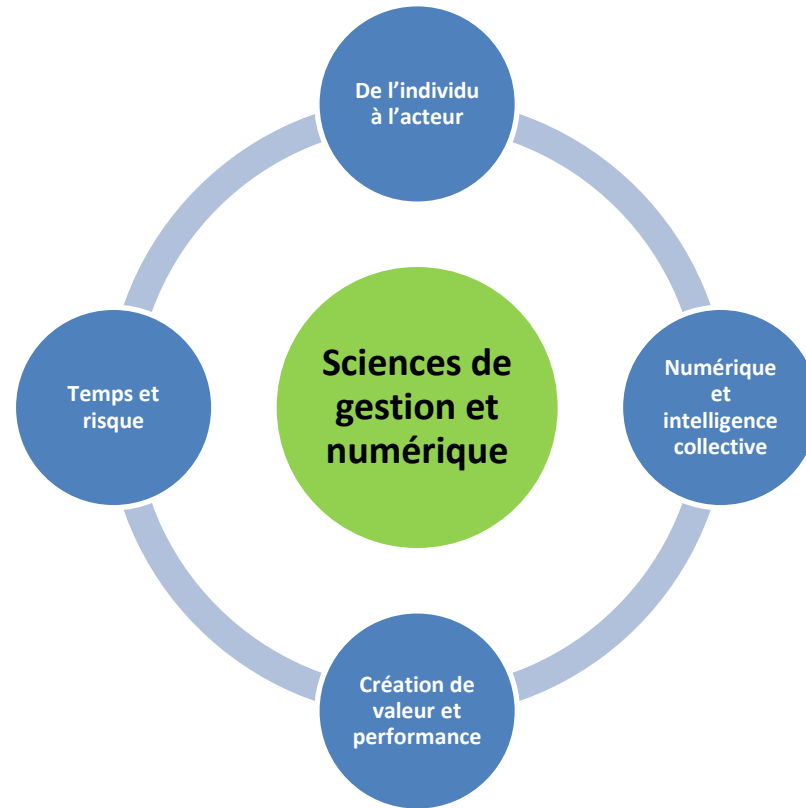 De l’individu
à l’acteur
Sciences de
gestion et
numérique
Temps et
risque
Numérique
et
intelligence
collective
Création de
valeur et
performance